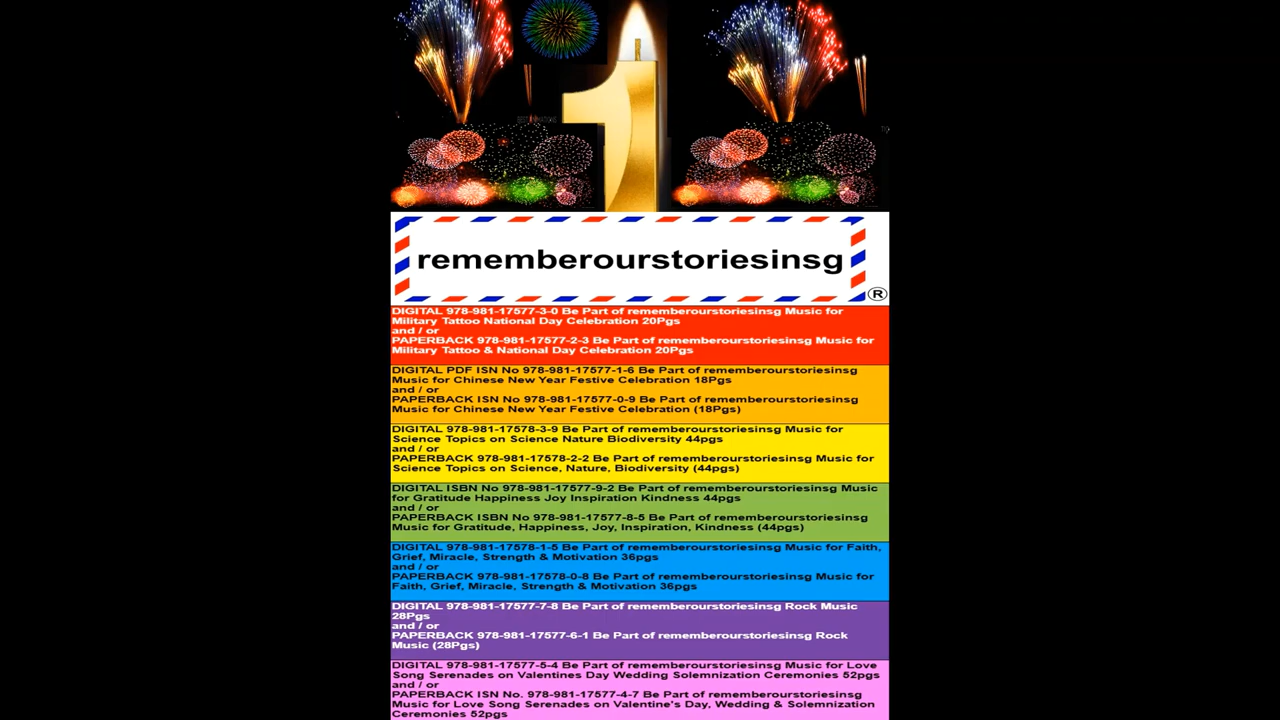 rememberourstoriesinsg
®
DIGITAL 978-981-17577-3-0 Be Part of rememberourstoriesinsg Music for
Military Tattoo National Day Celebration 20Pgs
and / or
PAPERBACK 978-981-17577-2-3 Be Part of rememberourstoriesinsg Music for
Military Tattoo & National Day Celebration 20Pgs
DIGITAL PDF ISN No 978-981-17577-1-6 Be Part of rememberourstoriesinsg
Music for Chinese New Year Festive Celebration 18Pgs
and / or
PAPERBACK ISN No 978-981-17577-0-9 Be Part of rememberourstoriesinsg
Music for Chinese New Year Festive Celebration (18Pgs)
DIGITAL 978-981-17578-3-9 Be Part of rememberourstoriesinsg Music for
Science Topics on Science Nature Biodiversity 44pgs
and / or
PAPERBACK 978-981-17578-2-2 Be Part of rememberourstoriesinsg Music for
Science Topics on Science, Nature, Biodiversity (44pgs)
DIGITAL ISBN No 978-981-17577-9-2 Be Part of rememberourstoriesinsg Music
for Gratitude Happiness Joy Inspiration Kindness 44pgs
and / or
PAPERBACK ISBN No 978-981-17577-8-5 Be Part of rememberourstoriesinsg
Music for Gratitude, Happiness, Joy, Inspiration, Kindness (44pgs)
DIGITAL 978-981-17578-1-5 Be Part of rememberourstoriesinsg Music for Faith,
Grief, Miracle, Strength & Motivation 36pgs
and / or
PAPERBACK 978-981-17578-0-8 Be Part of rememberourstoriesinsg Music for
Faith, Grief, Miracle, Strength & Motivation 36pgs
DIGITAL 978-981-17577-7-8 Be Part of rememberourstoriesinsg Rock Music
28Pgs
and / or
PAPERBACK 978-981-17577-6-1 Be Part of rememberourstoriesinsg Rock
Music (28Pgs)
DIGITAL 978-981-17577-5-4 Be Part of rememberourstoriesinsg Music for Love
Song Serenades on Valentines Day Wedding Solemnization Ceremonies 52pgs
and / or
PAPERBACK ISN No. 978-981-17577-4-7 Be Part of rememberourstoriesinsg
Music for Love Song Serenades on Valentine's Day, Wedding & Solemnization
Ceremonies 52pgs